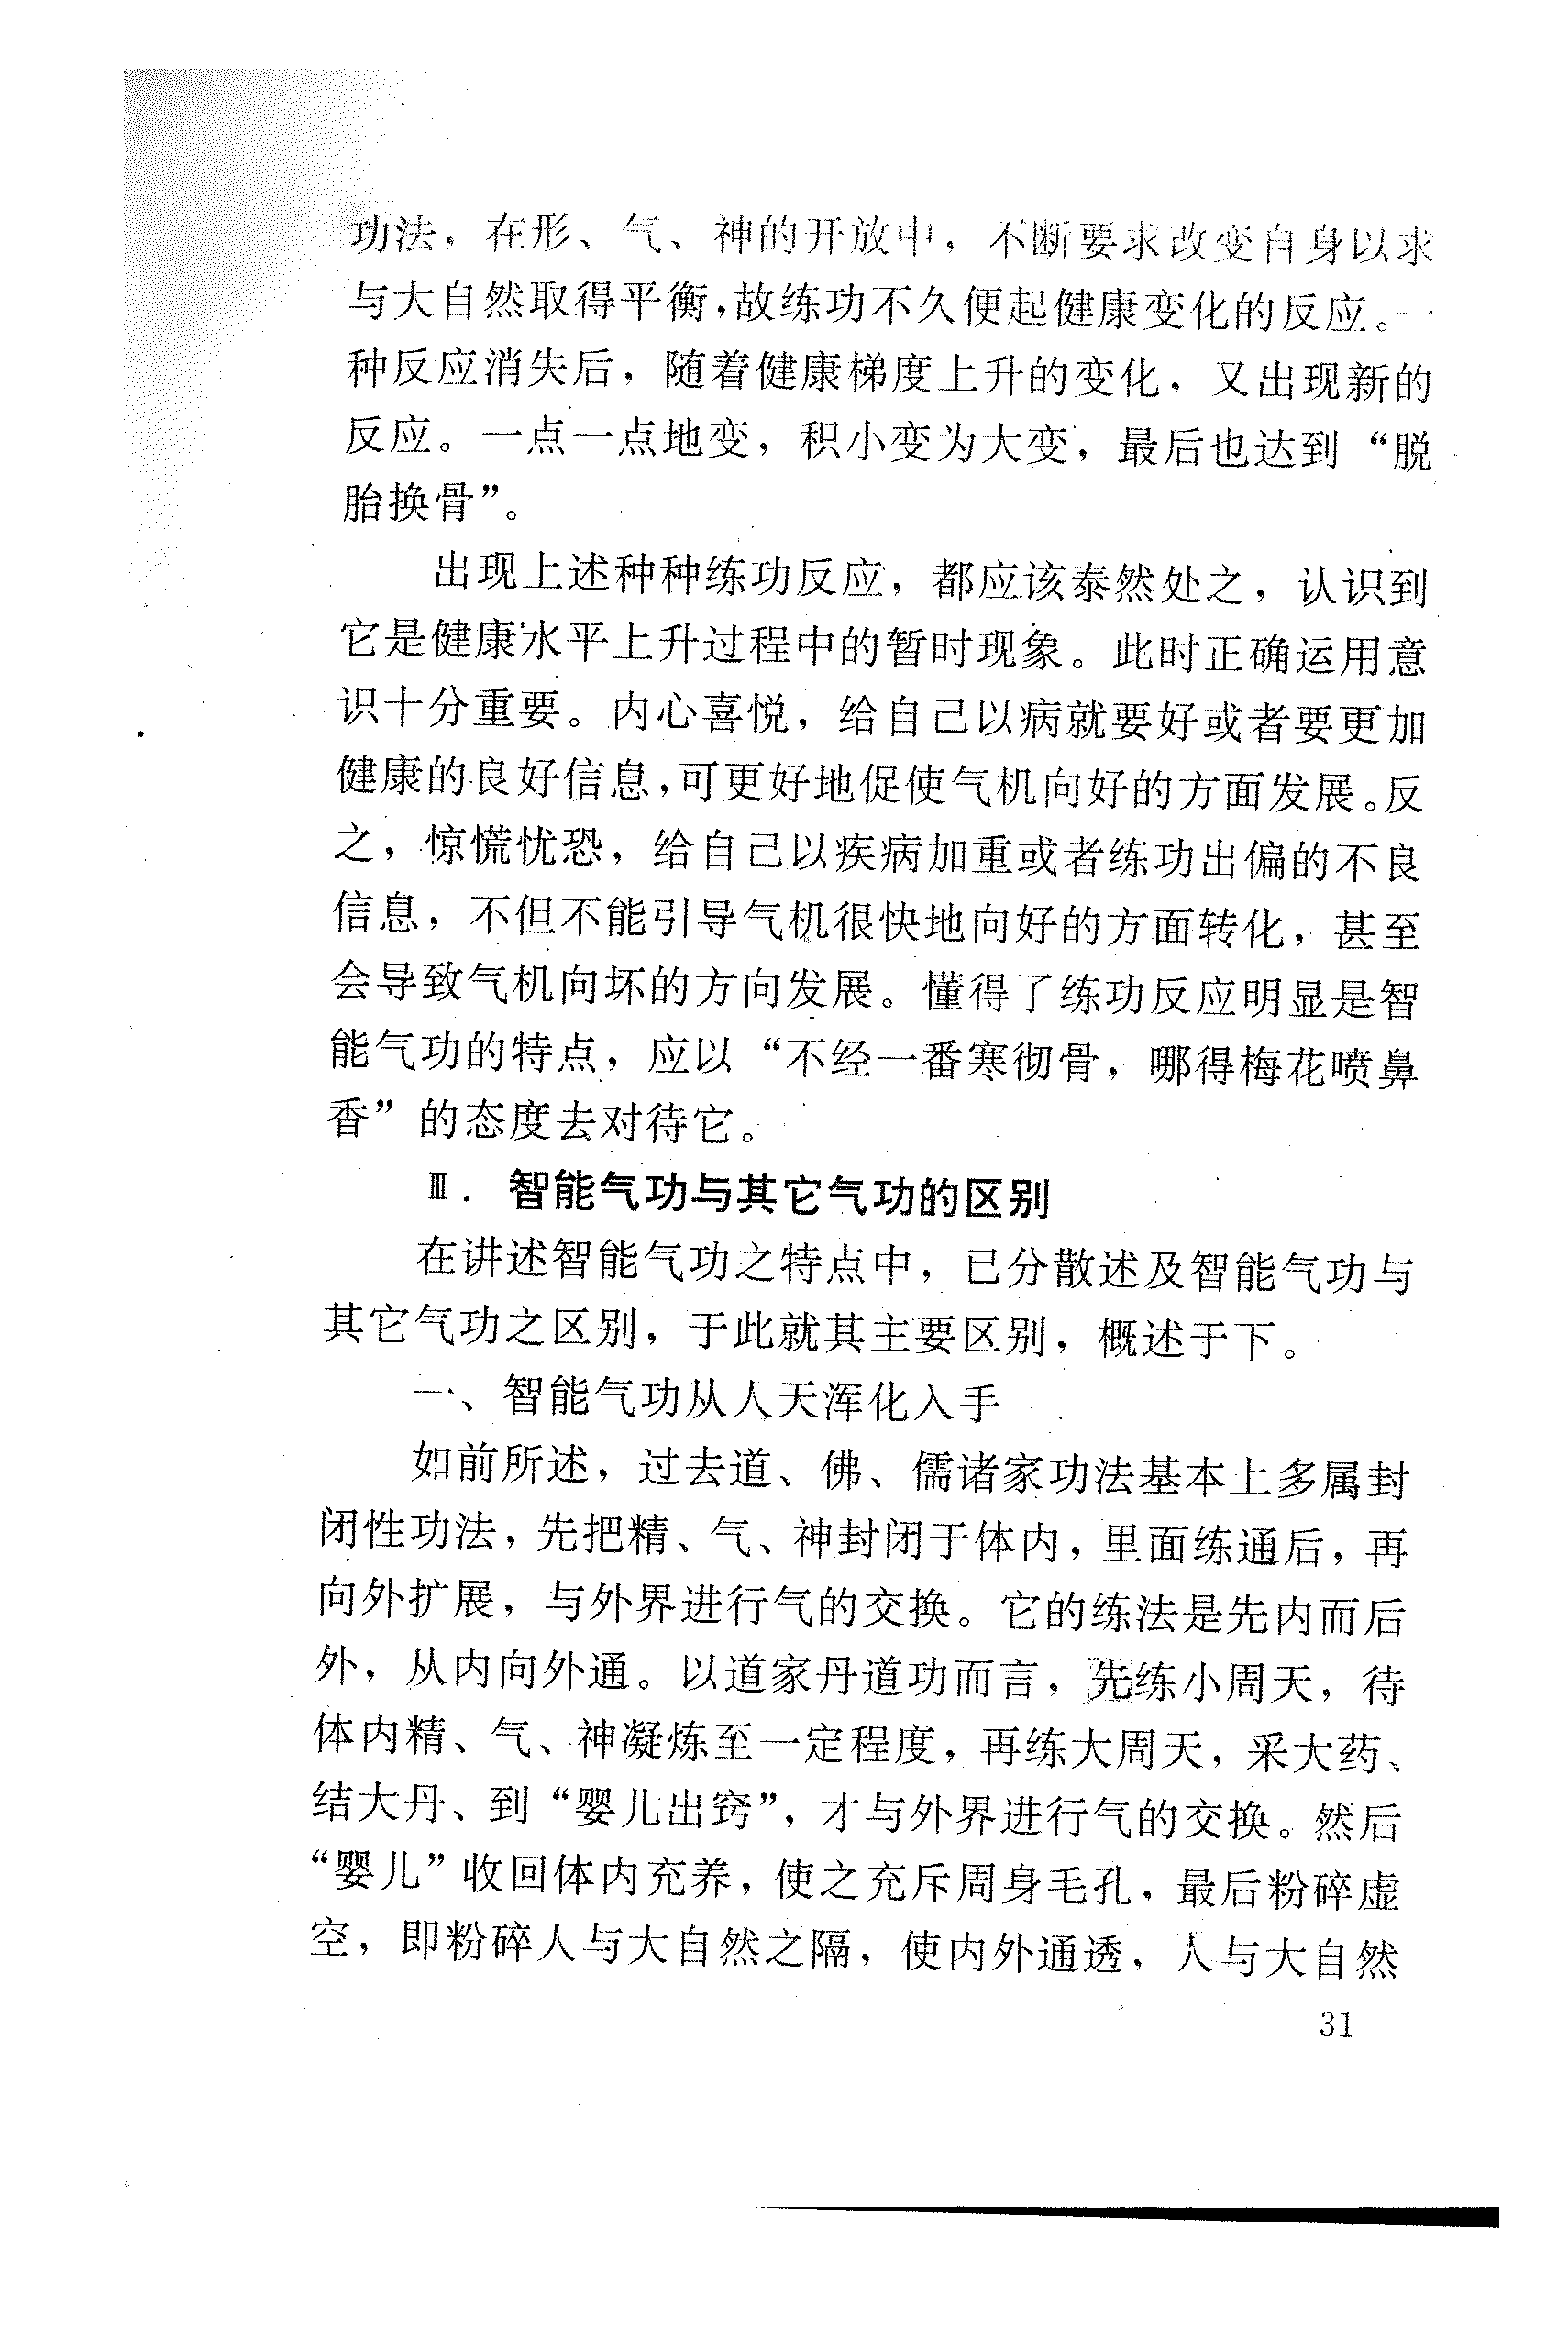 功法，在形、气、神的开放中，不断要求改变自身以求
与大自然取得平衡，故练功不久便起健康变化的反应。一
种反应消失后，随着健康梯度上升的变化，又出现新的
反应。一点一点地变，积小变为大变，最后也达到“脱
胎换骨”。
出现上述种种练功反应，都应该泰然处之，认识到
它是健康水平上升过程中的暂时现象。此时正确运用意
识十分重要。内心喜悦，给自己以病就要好或者要更加
健康的良好信息，可更好地促使气机向好的方面发展。反
之，惊慌忧恐，给自己以疾病加重或者练功出偏的不良
信息，不但不能引导气机很快地向好的方面转化，甚至
会导致气机向坏的方向发展。懂得了练功反应明显是智
能气功的特点，应以“不经一番寒彻骨，哪得梅花喷鼻
香”的态度去对待它。
Ⅲ．智能气功与其它气功的区别
在讲述智能气功之特点中，已分散述及智能气功与
其它气功之区别，于此就其主要区别，概述于下。
一、智能气功从人天浑化入手
如前所述，过去道、佛、儒诸家功法基本上多属封
闭性功法，先把精、气、神封闭于体内，里面练通后，再
向外扩展，与外界进行气的交换。它的练法是先内而后
外，从内向外通。以道家丹道功而言，先练小周天，待
体内精、气、神凝炼至一定程度，再练大周天，采大药、
结大丹、到“婴儿出窍”，才与外界进行气的交换。然后
“婴儿”收回体内充养，使之充斥周身毛孔，最后粉碎虚
空，即粉碎人与大自然之隔，使内外通透，人与大自然
31